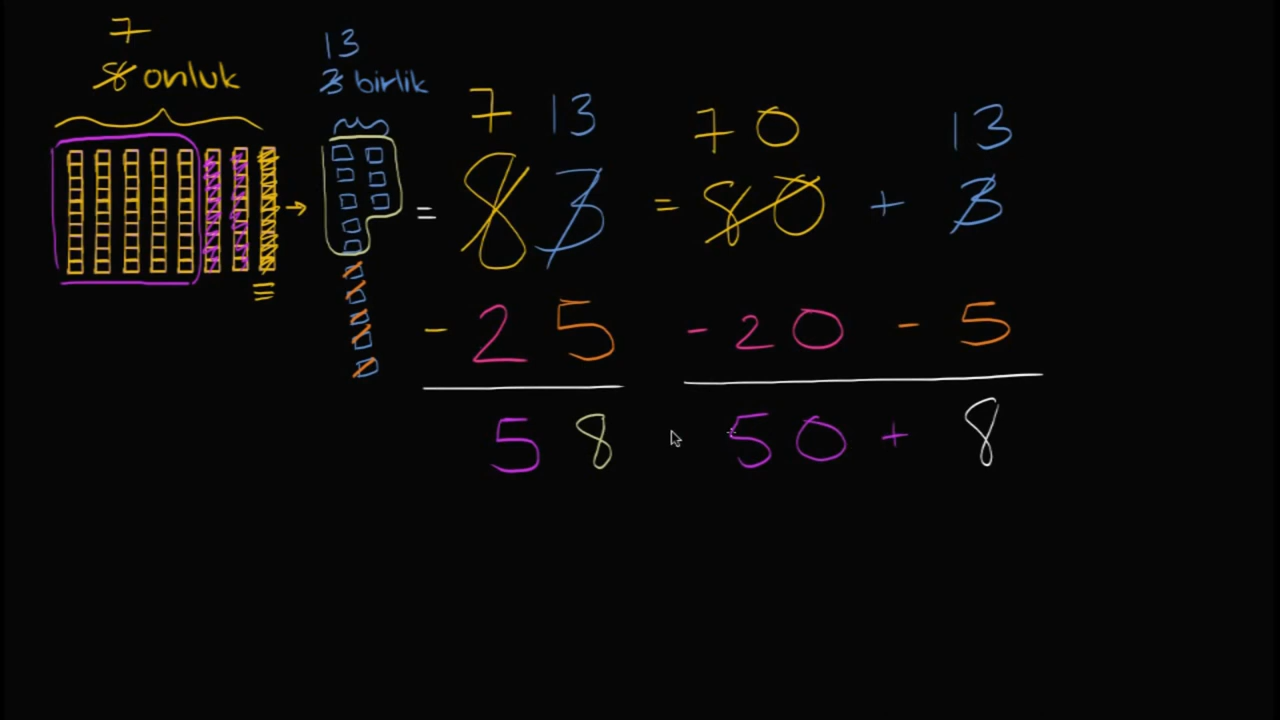 7
8 onluk
13
3 birlik
7 13 70 13
= 83 = 80 + 3
- 25 - 20 - 5
58 50 + 8